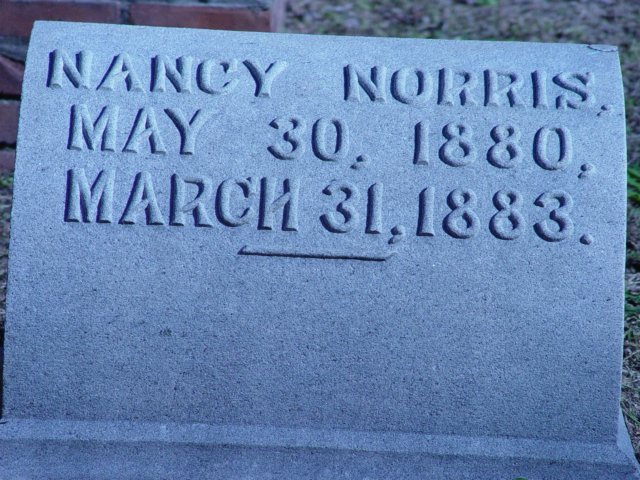 NANCY NORRIS,
MAY 30, 1880,
MARCH 31, 1883.